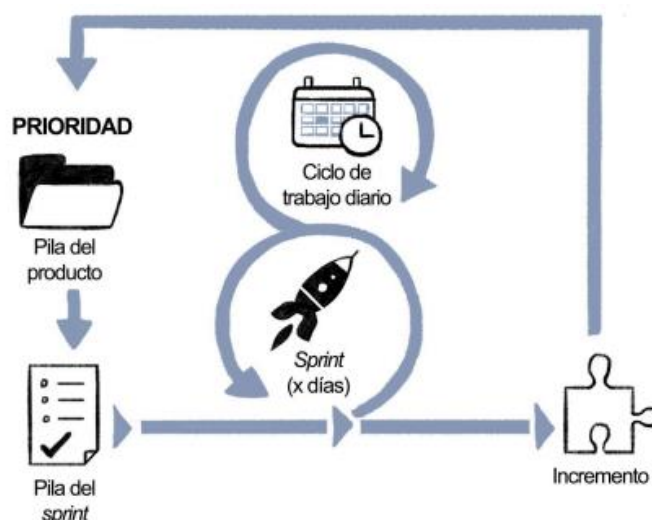 PRIORIDAD
Pila del
producto
Ciclo de
trabajo diario
Sprint
(x días)
Pila del
sprint
Incremento